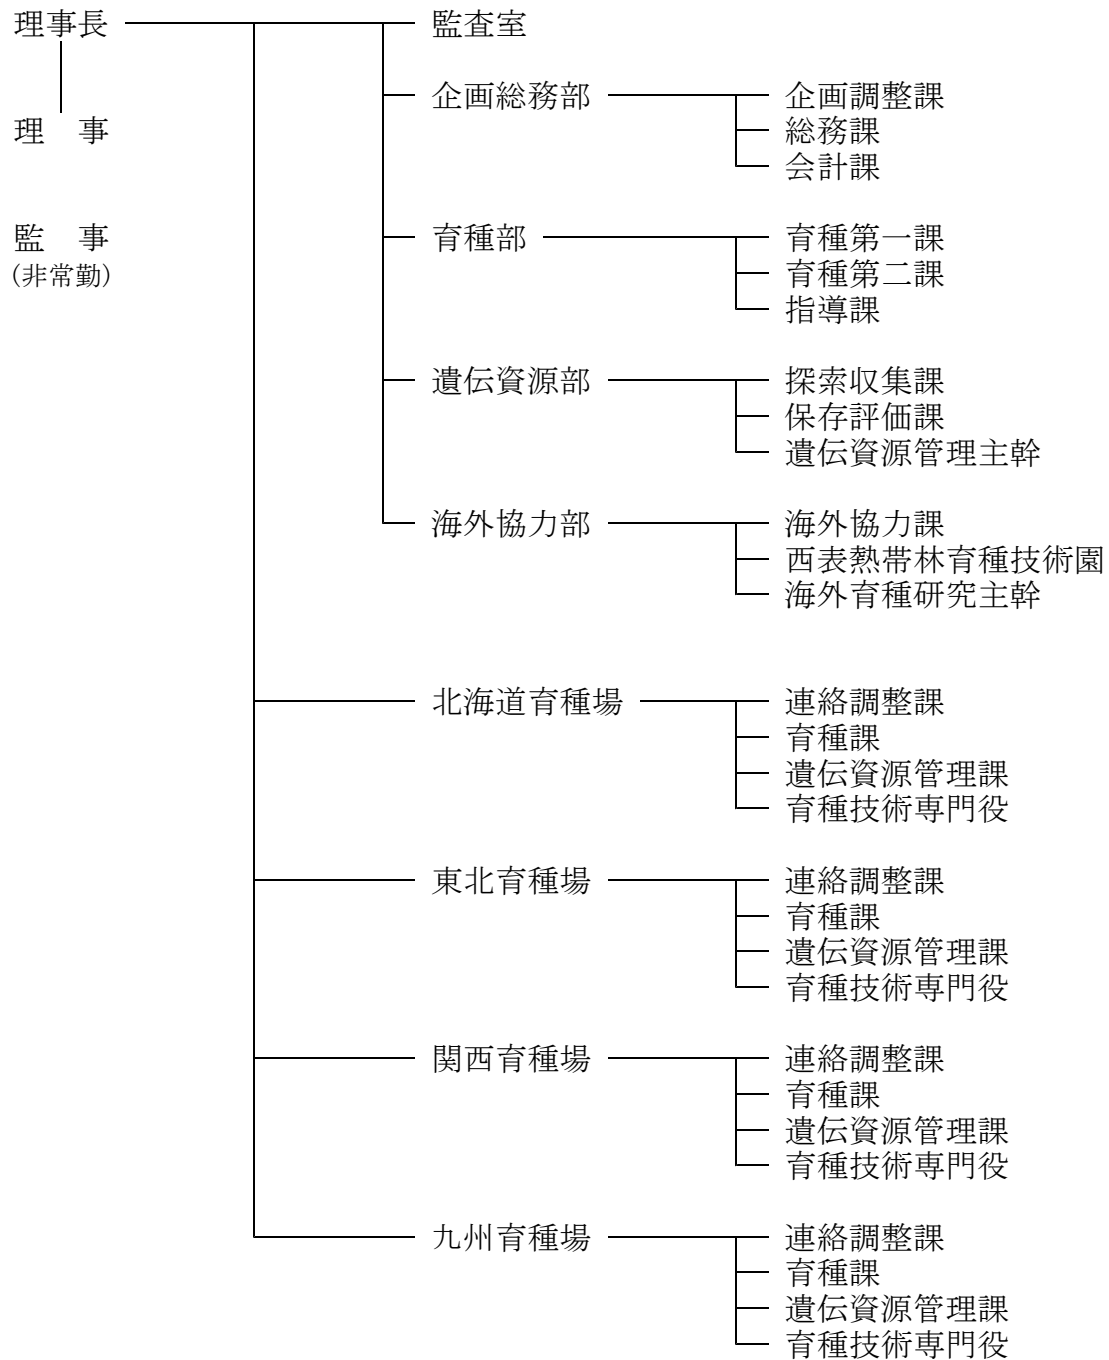 理事長
監査室
企画総務部
企画調整課
理　事
総務課
会計課
監　事
(非常勤)
育種部
育種第一課
育種第二課
指導課
遺伝資源部
探索収集課
保存評価課
遺伝資源管理主幹
海外協力部
海外協力課
西表熱帯林育種技術園
海外育種研究主幹
北海道育種場
連絡調整課
育種課
遺伝資源管理課
育種技術専門役
東北育種場
連絡調整課
育種課
遺伝資源管理課
育種技術専門役
関西育種場
連絡調整課
育種課
遺伝資源管理課
育種技術専門役
九州育種場
連絡調整課
育種課
遺伝資源管理課
育種技術専門役